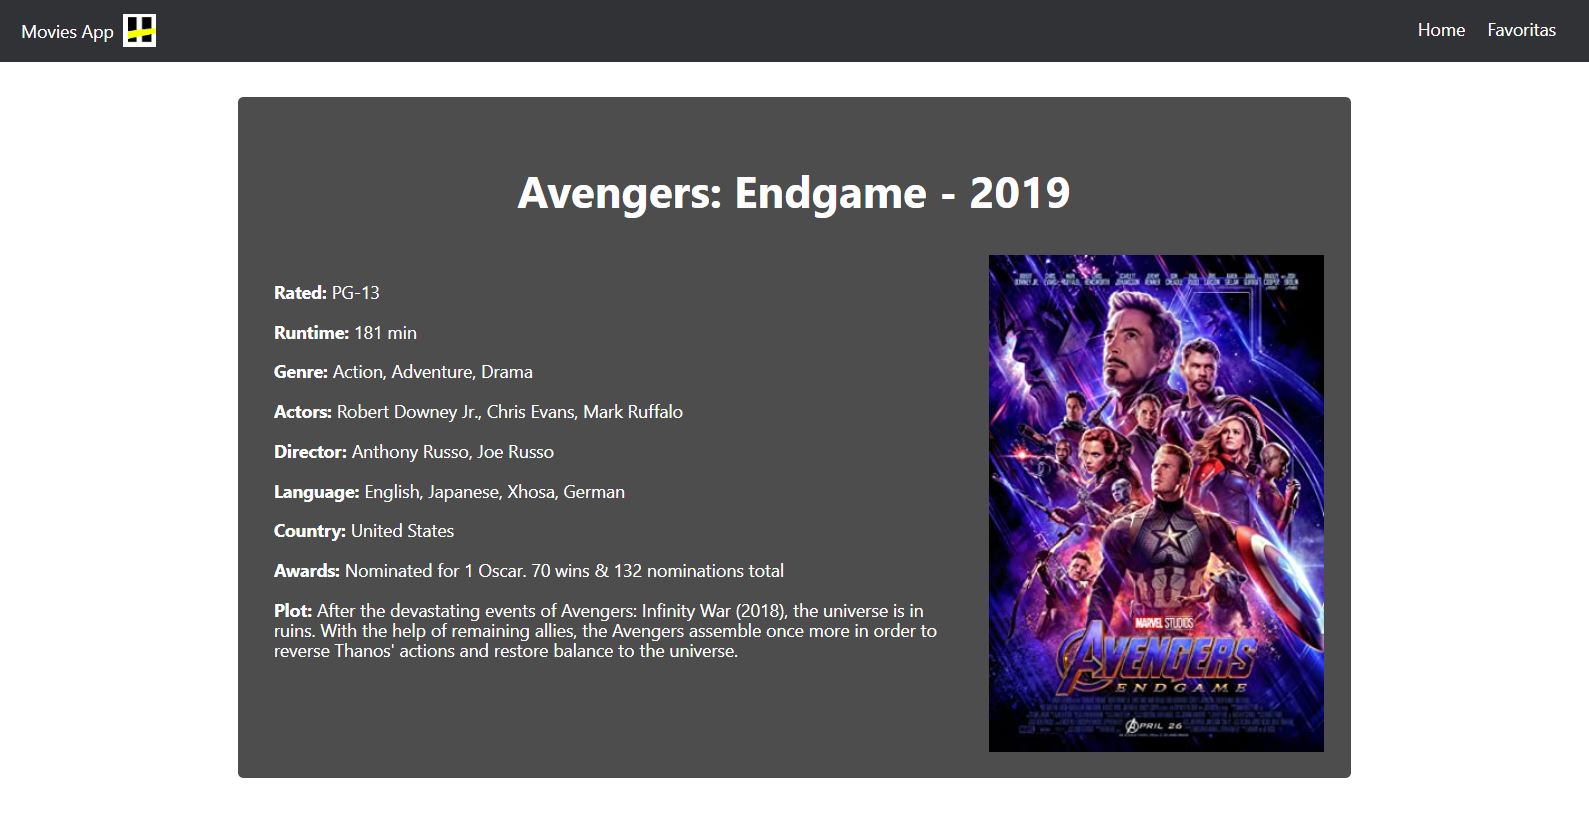 Movies App
Home Favoritas
Avengers: Endgame - 2019
Rated: PG-13
Runtime: 181 min
Genre: Action, Adventure, Drama
Actors: Robert Downey Jr., Chris Evans, Mark Ruffalo
Director: Anthony Russo, Joe Russo
Language: English, Japanese, Xhosa, German
Country: United States
Awards: Nominated for 1 Oscar. 70 wins & 132 nominations total
Plot: After the devastating events of Avengers: Infinity War (2018), the universe is in
ruins. With the help of remaining allies, the Avengers assemble once more in order to
reverse Thanos' actions and restore balance to the universe.
MARVEL STUDIOS
AVENGERS
ENDGAME
APRIL 26